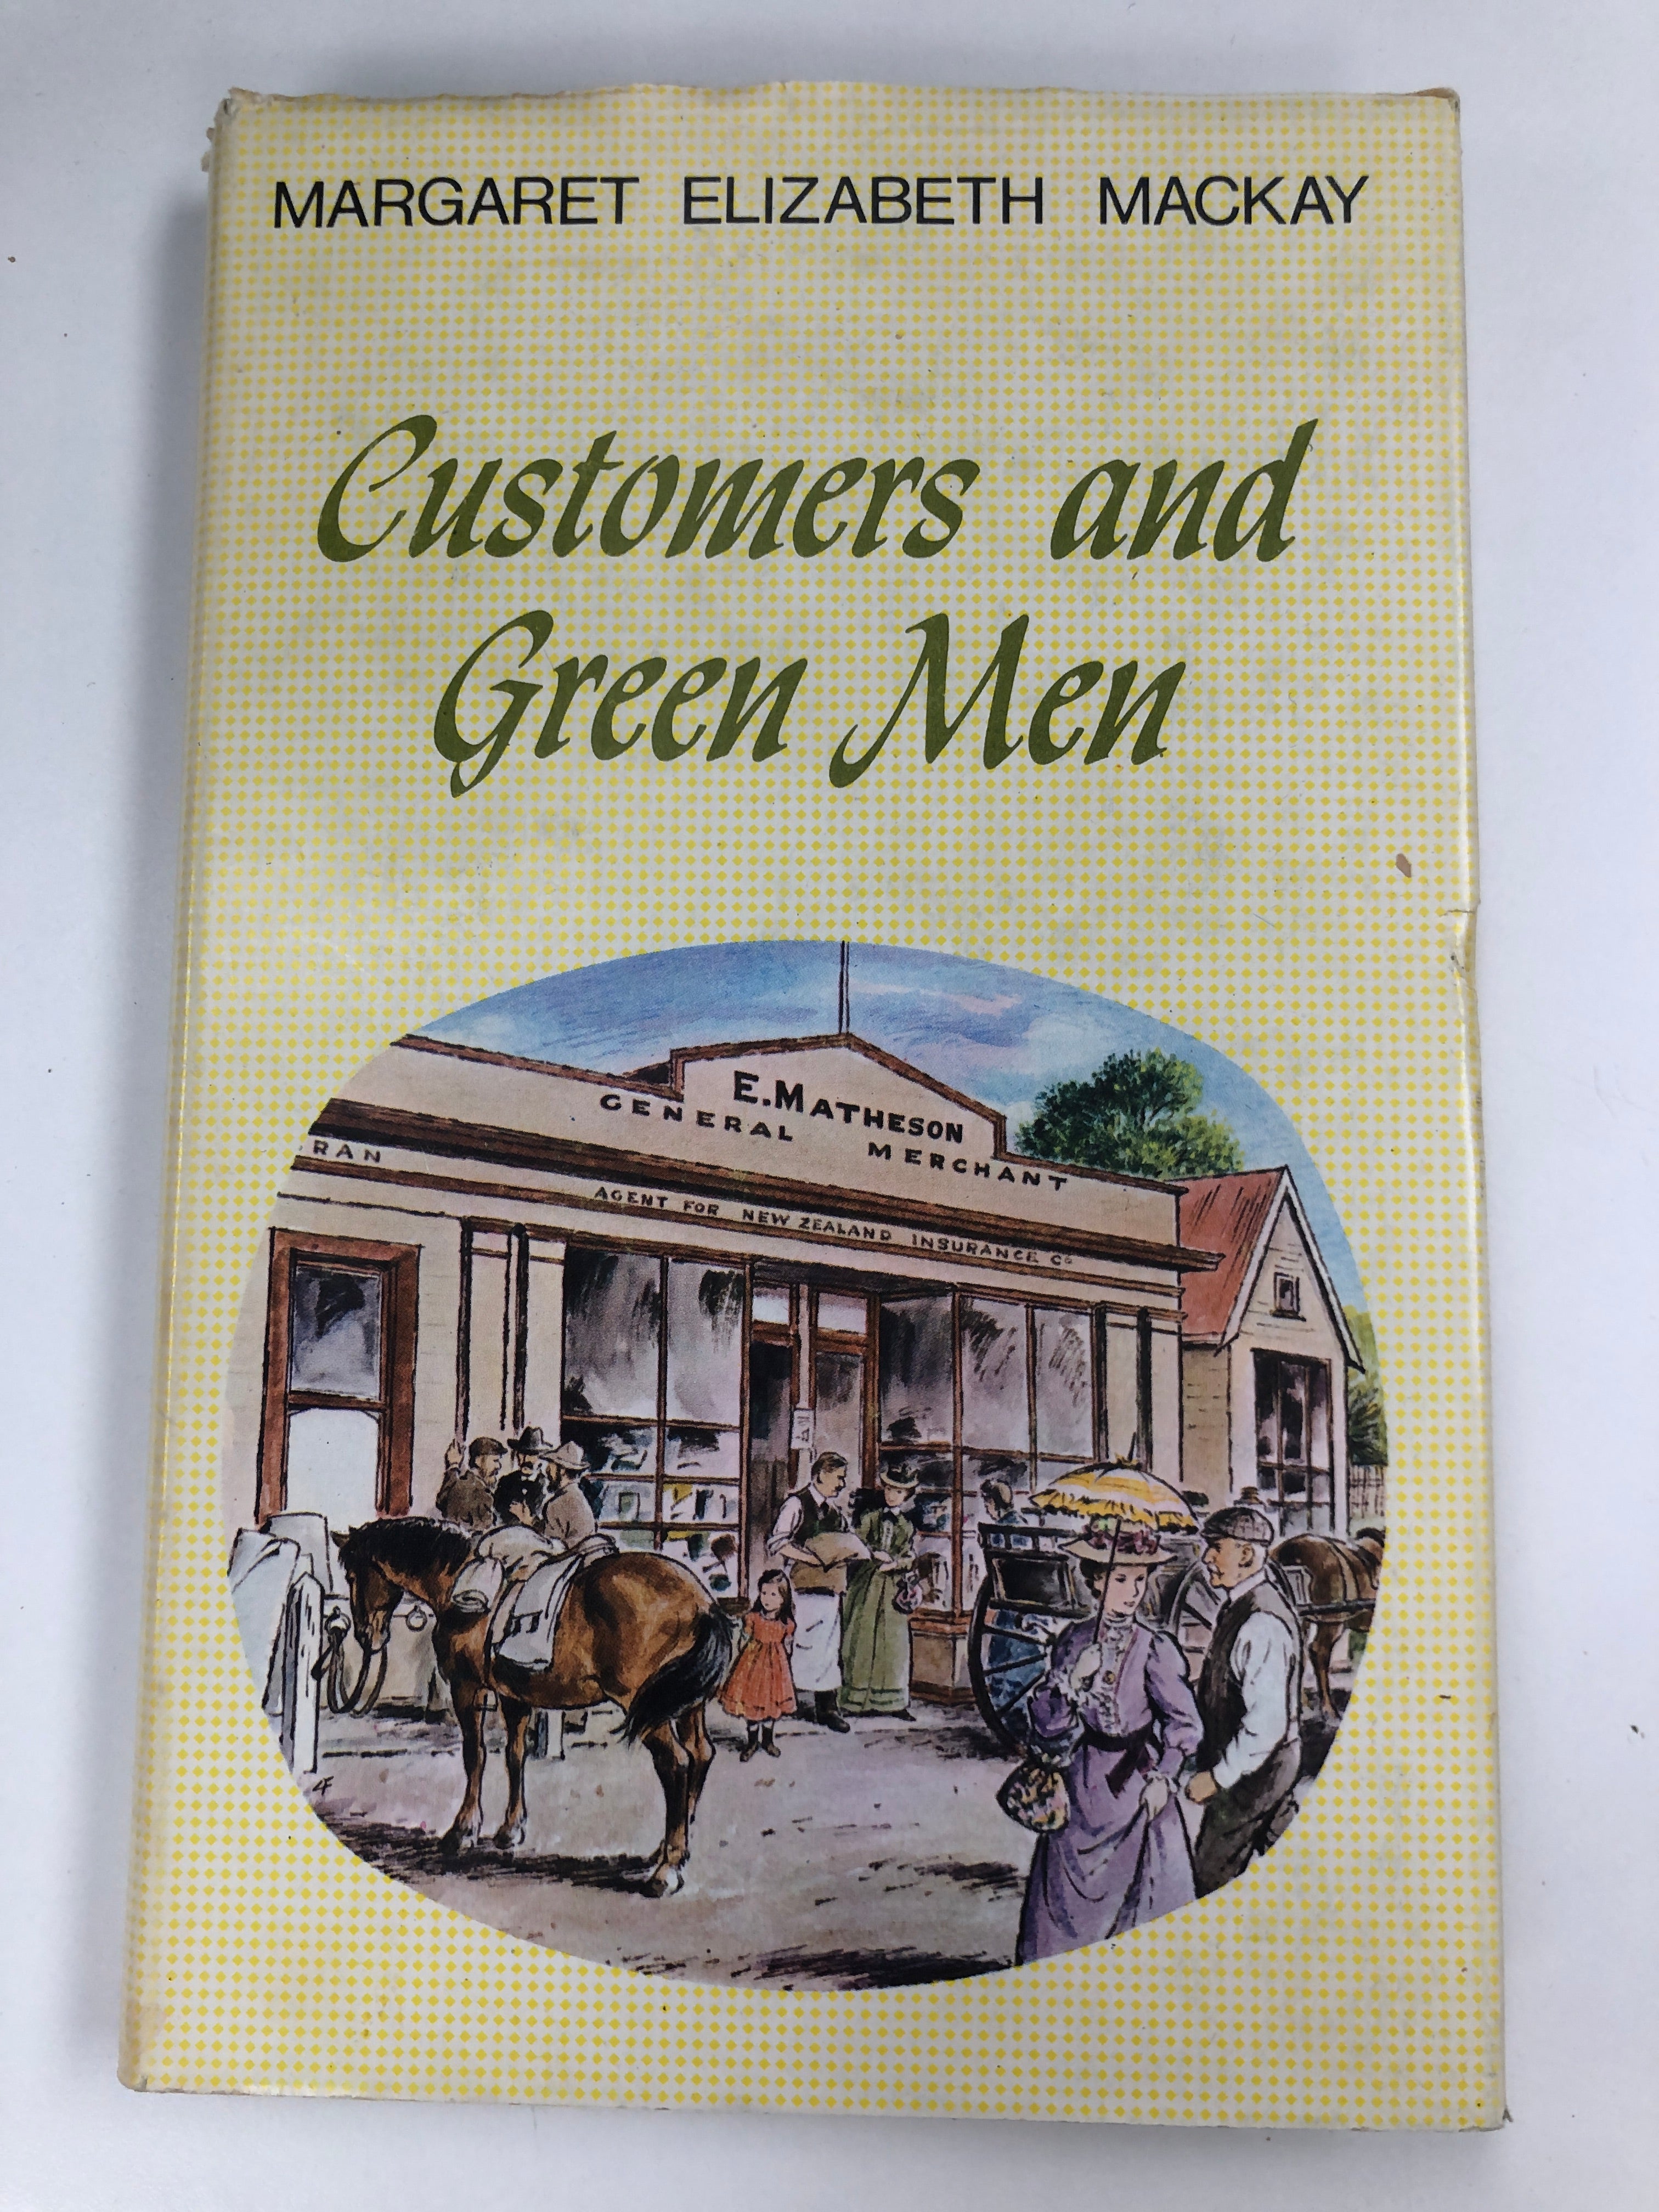 MARGARET ELIZABETH MACKAY
Customers and
Green Men
E. MATHESON
GENERAL MERCHANT
RAN
AGENT FOR NEW ZEALAND INSURANCE Co